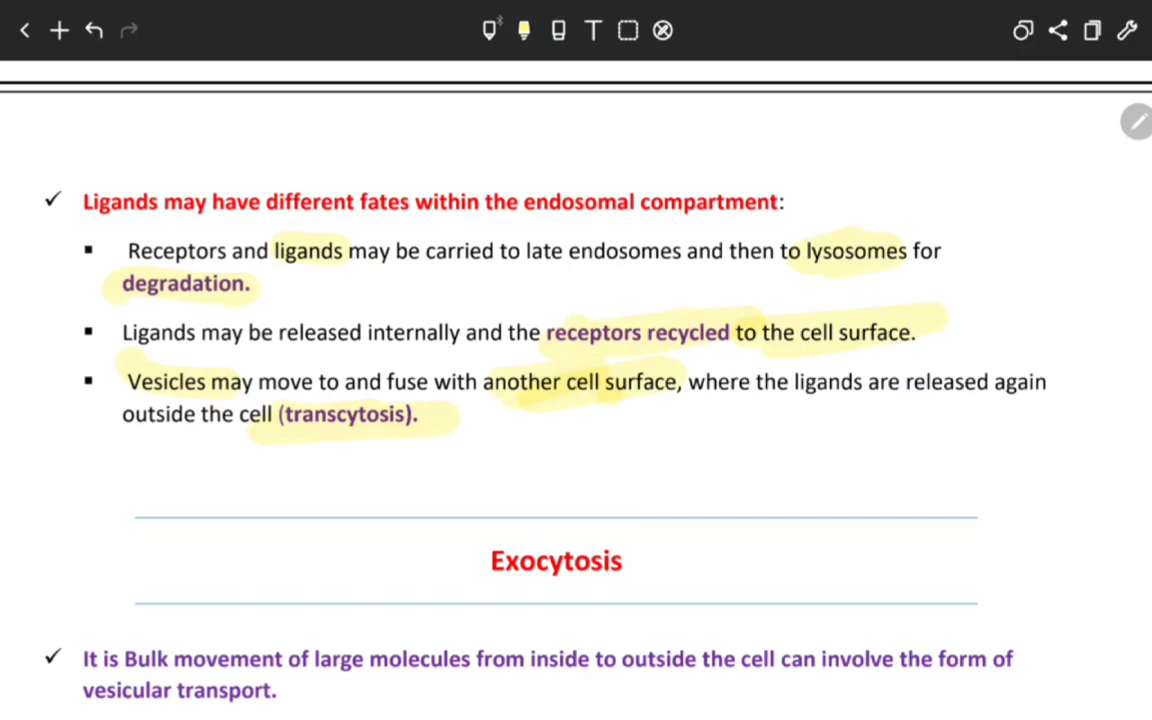 Ligands may have different fates within the endosomal compartment:
Receptors and ligands may be carried to late endosomes and then to lysosomes for
degradation.
Ligands may be released internally and the receptors recycled to the cell surface.
Vesicles may move to and fuse with another cell surface, where the ligands are released again
outside the cell (transcytosis).
Exocytosis
It is Bulk movement of large molecules from inside to outside the cell can involve the form of
vesicular transport.